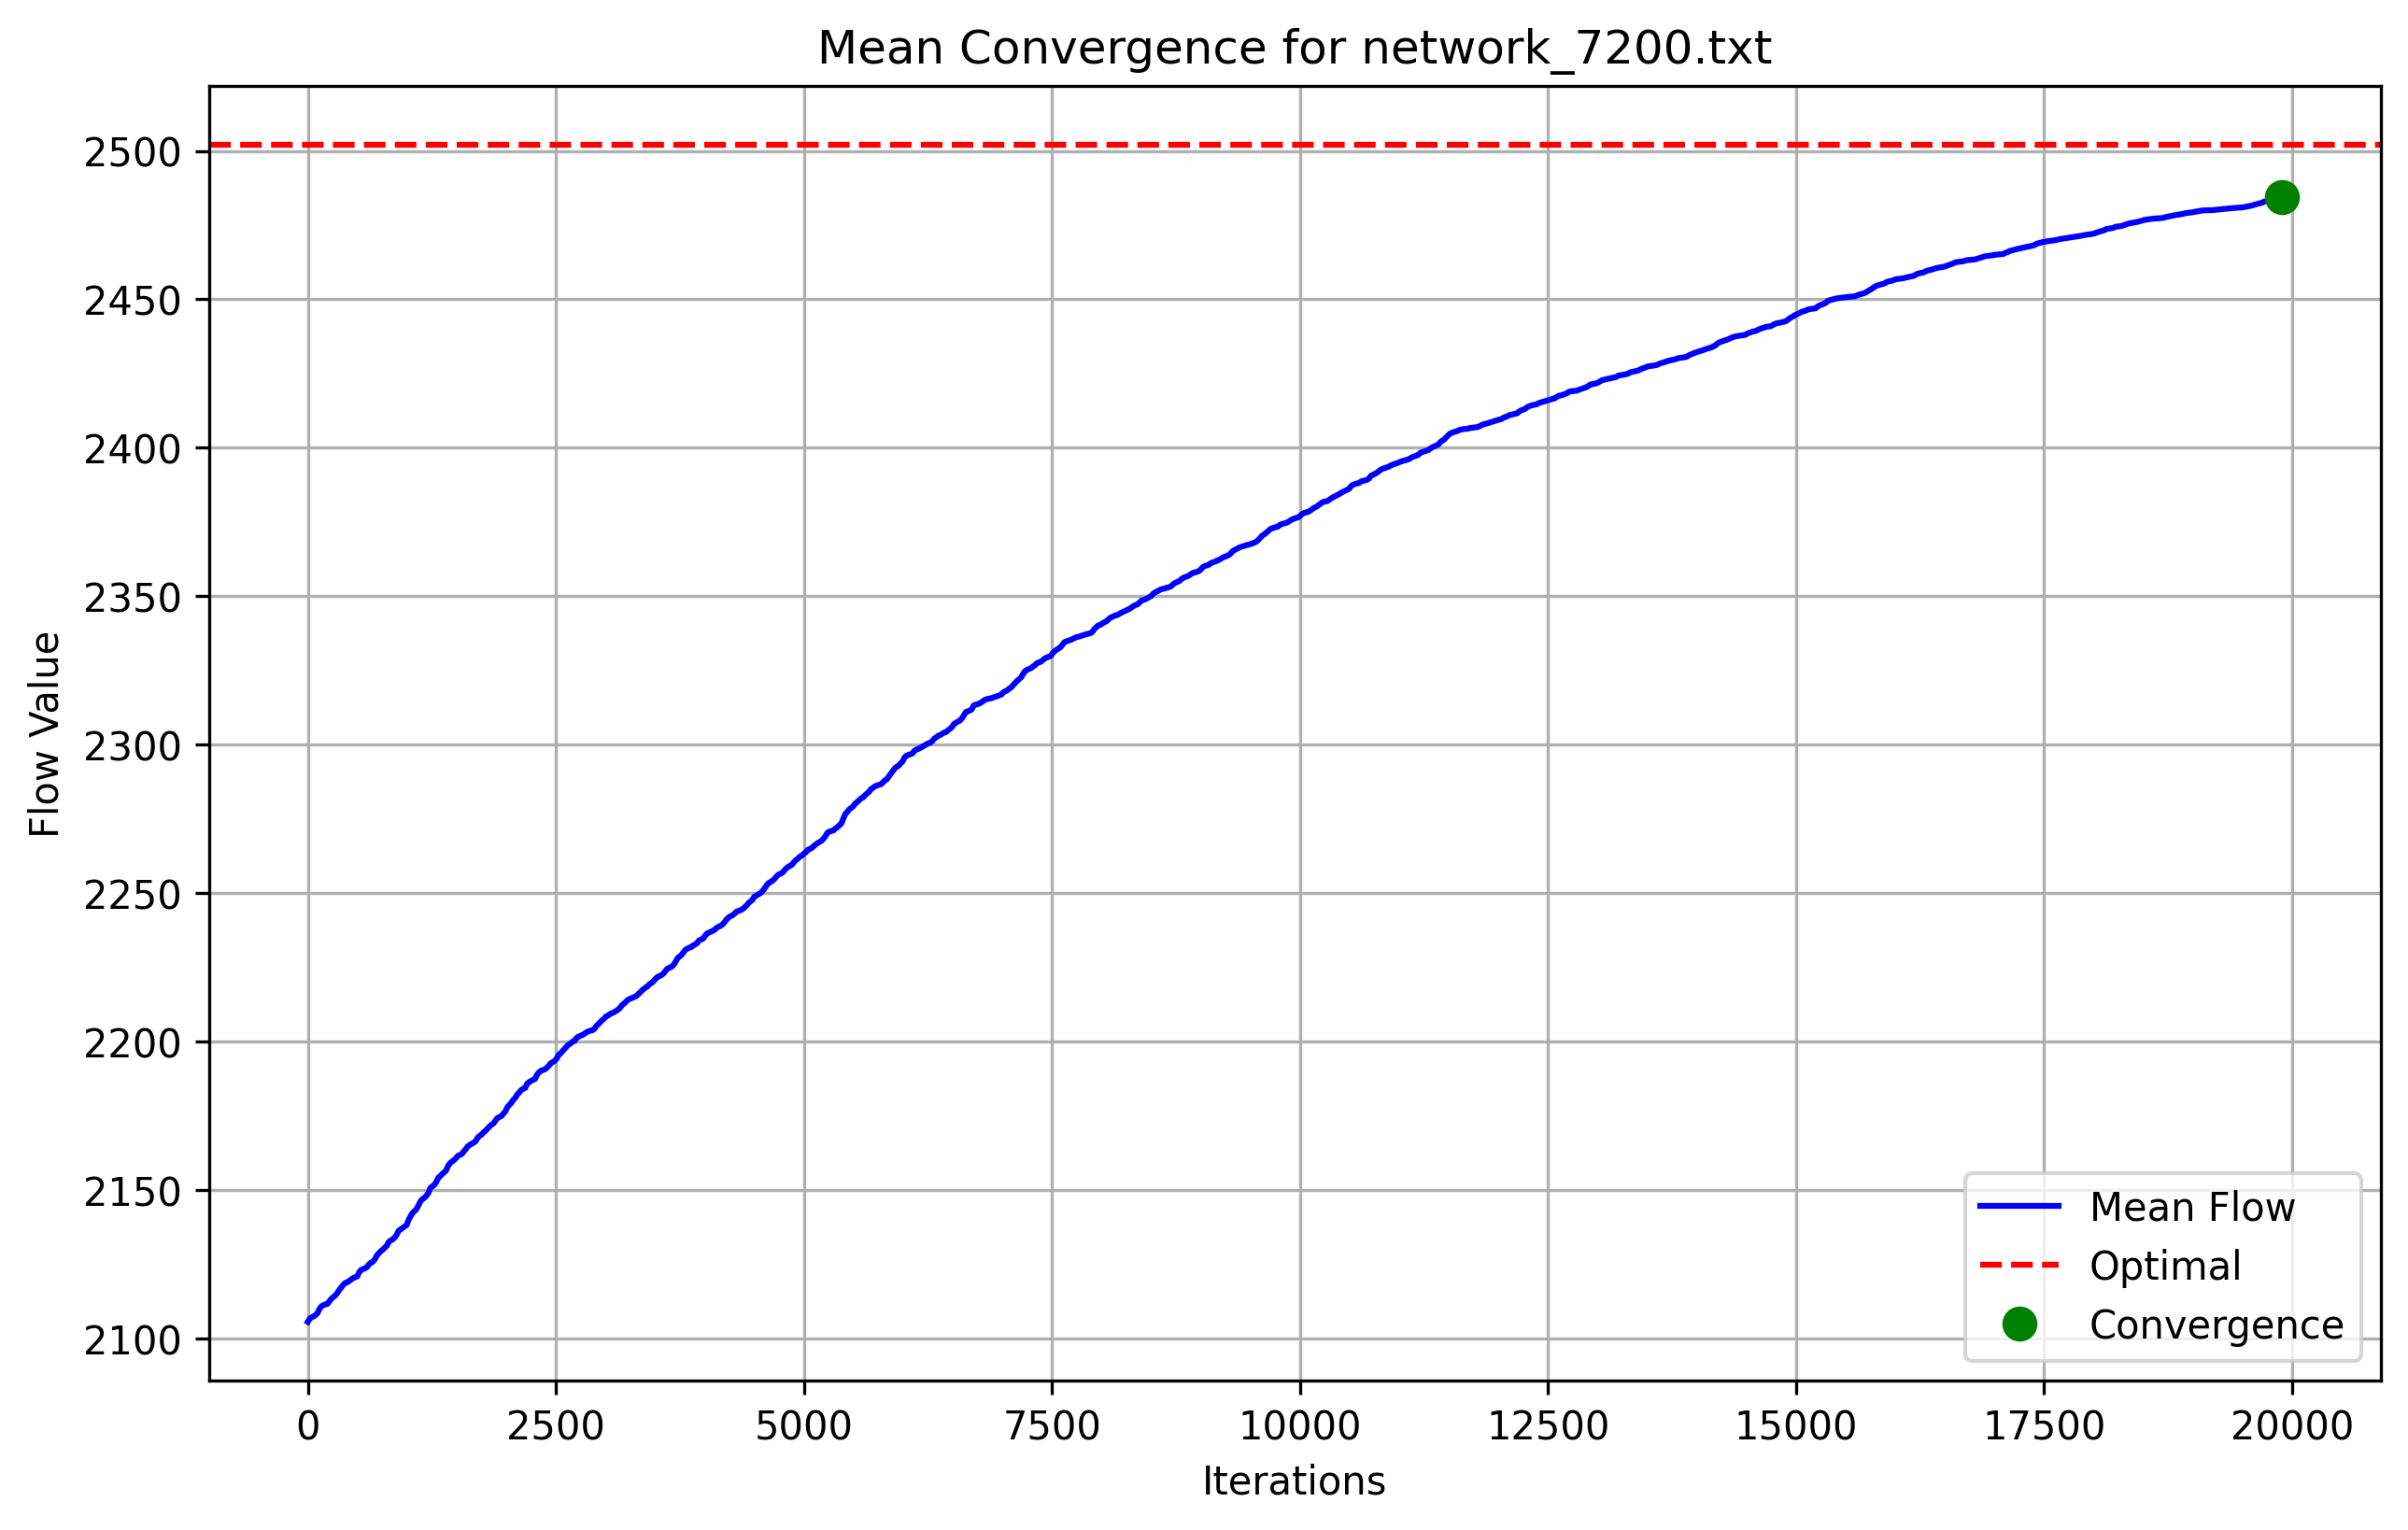 Mean Convergence for network_7200.txt
2500
2450
2400
2350
2300
2250
2200
2150
2100
Flow Value
Mean Flow
Optimal
Convergence
0 2500 5000 7500 10000 12500 15000 17500 20000
Iterations